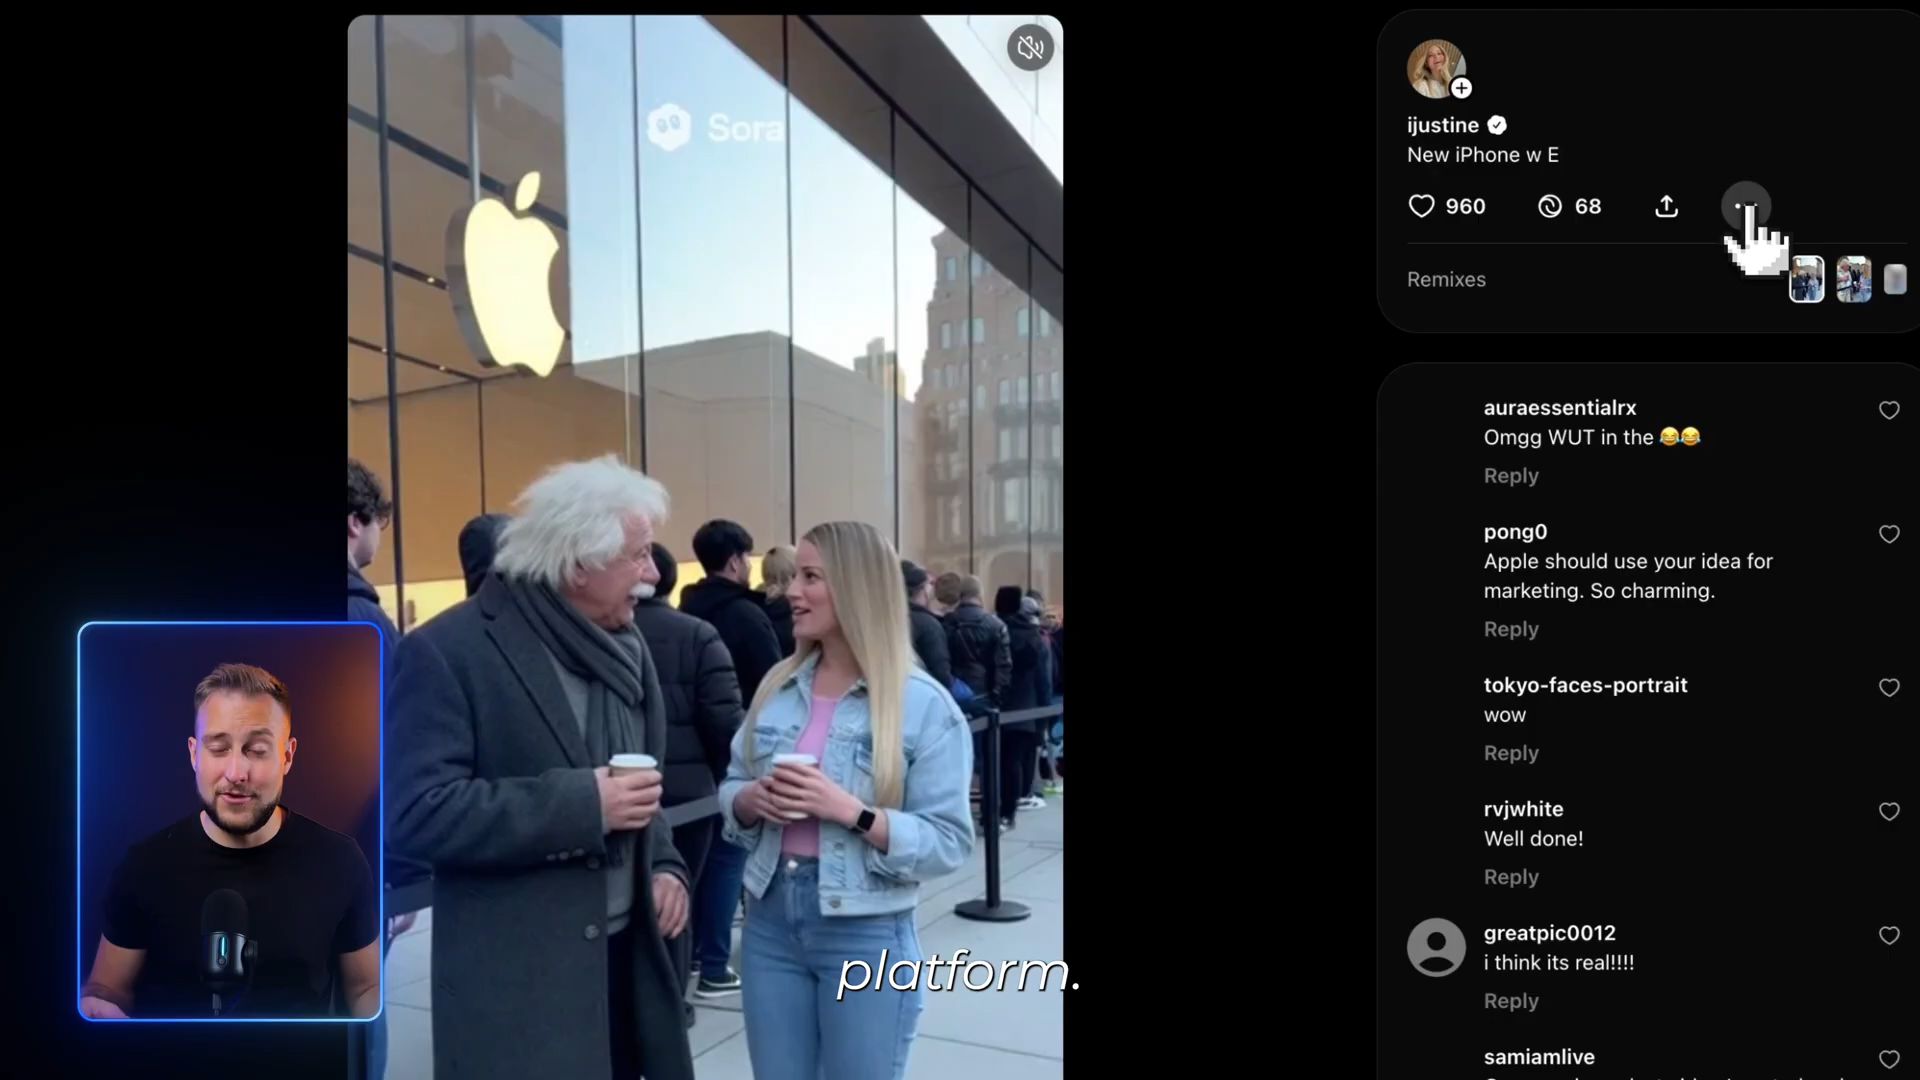 Sora
ijustine
New iPhone w E
960
68
Remixes
auraessentialrx
Omgg WUT in the 😂😂
Reply
pong0
Apple should use your idea for
marketing. So charming.
Reply
tokyo-faces-portrait
wow
Reply
rvjwhite
Well done!
Reply
greatpic0012
i think its real!!!!
Reply
samiamlive
platform.